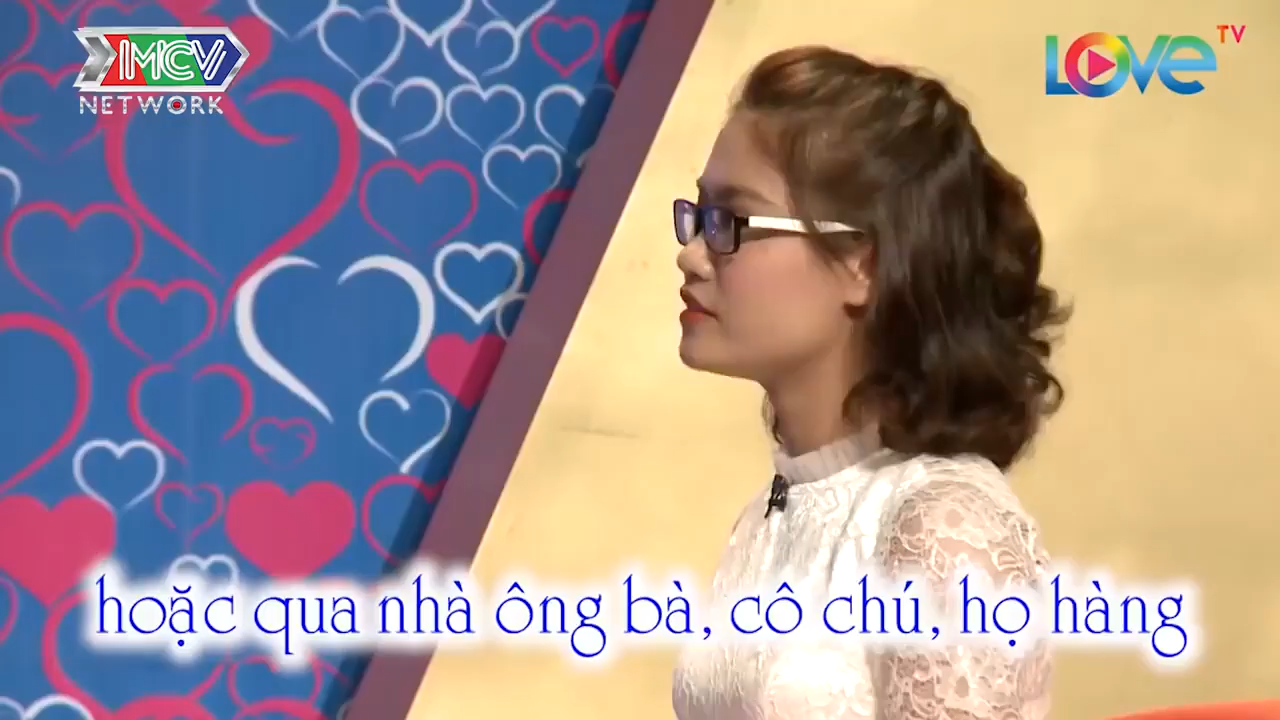 MCV
NETWORK
LOVE TV
hoặc qua nhà ông bà, cô chú, họ hàng